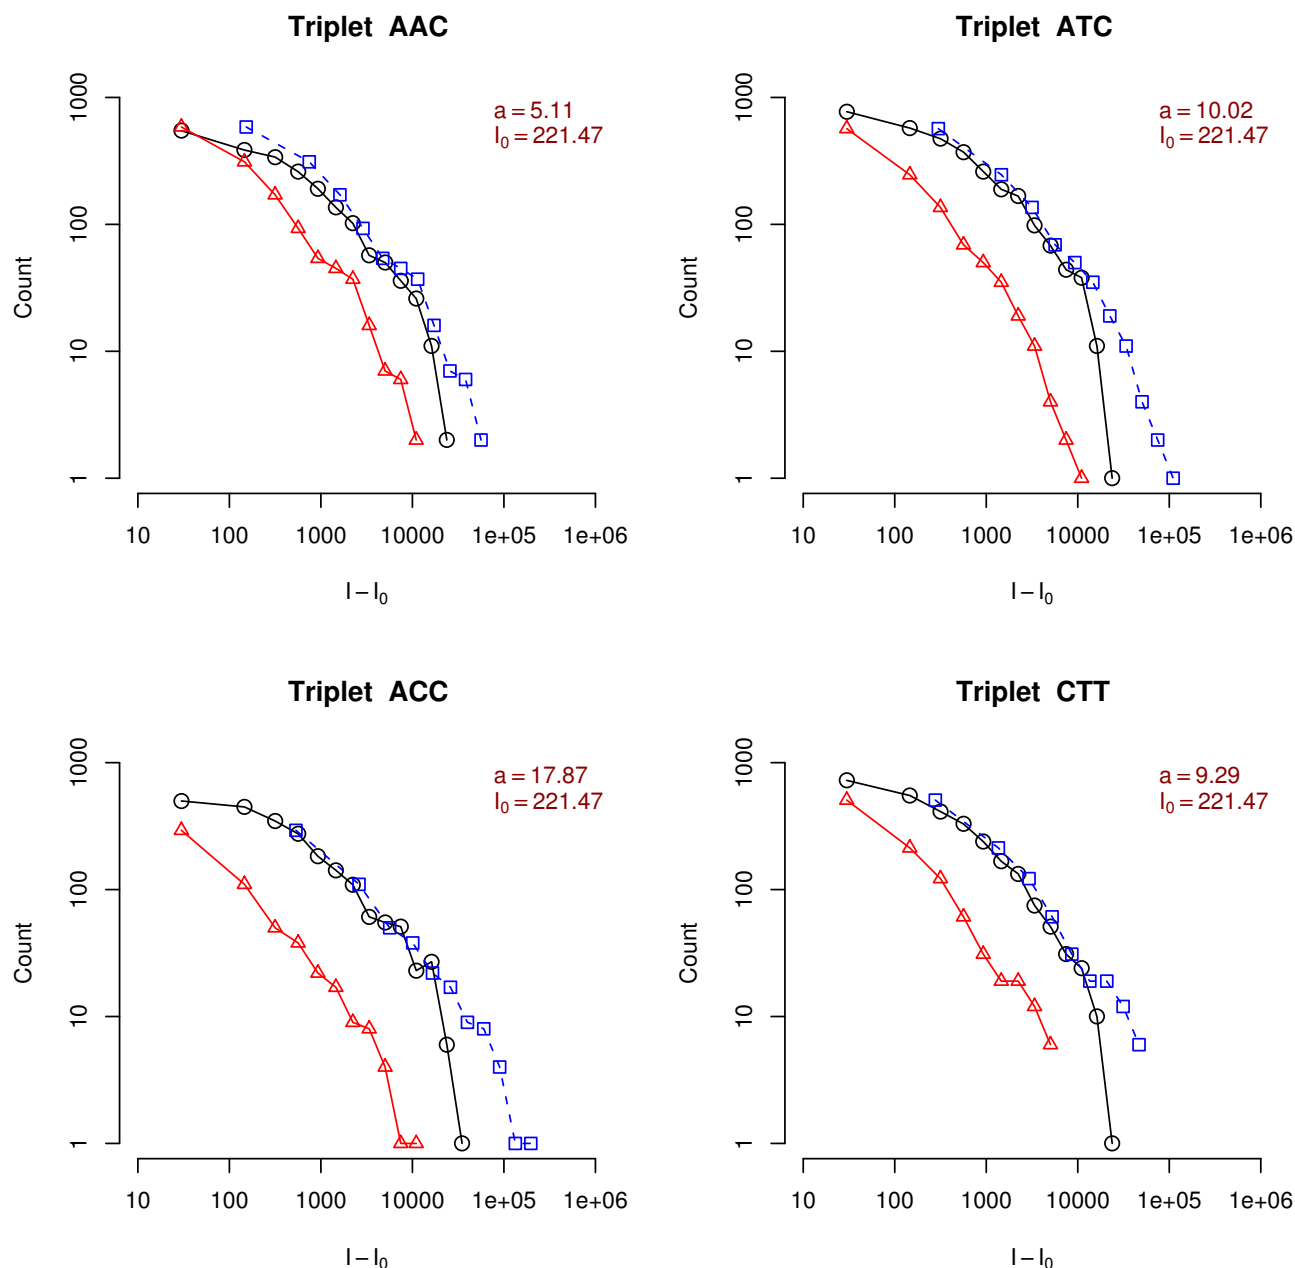 Triplet AAC
a = 5.11
I₀ = 221.47
Count
1000
100
10
1
10 100 1000 10000 1e+05 1e+06
I − I₀
Triplet ATC
a = 10.02
I₀ = 221.47
Count
1000
100
10
1
10 100 1000 10000 1e+05 1e+06
I − I₀
Triplet ACC
a = 17.87
I₀ = 221.47
Count
1000
100
10
1
10 100 1000 10000 1e+05 1e+06
I − I₀
Triplet CTT
a = 9.29
I₀ = 221.47
Count
1000
100
10
1
10 100 1000 10000 1e+05 1e+06
I − I₀